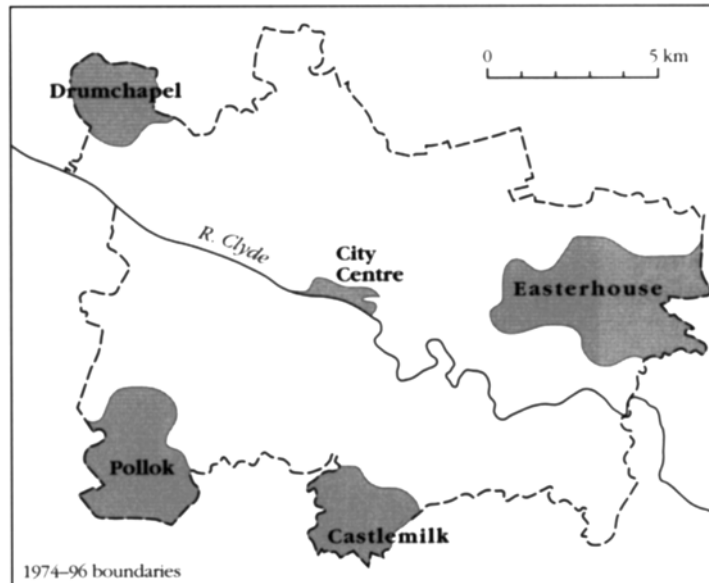 0 5 km
Drumchapel
R. Clyde
City
Centre
Easterhouse
Pollok
Castlemilk
1974–96 boundaries